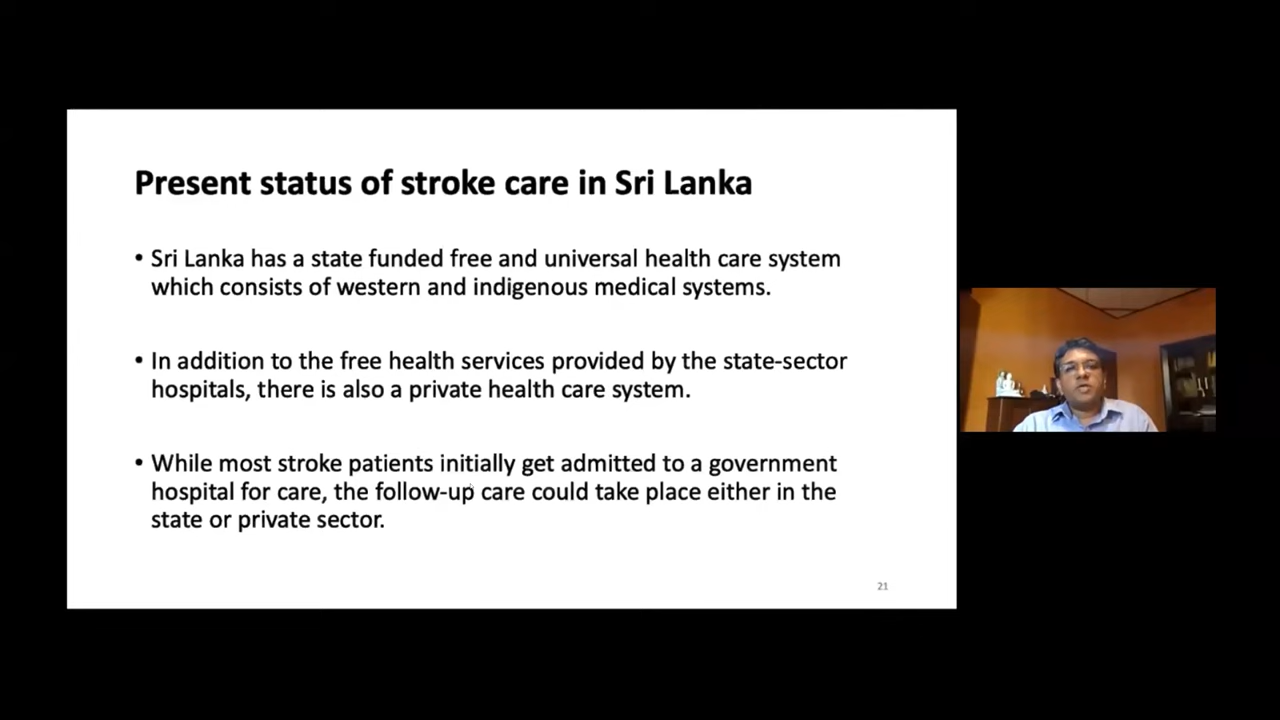 Present status of stroke care in Sri Lanka
• Sri Lanka has a state funded free and universal health care system
which consists of western and indigenous medical systems.
• In addition to the free health services provided by the state-sector
hospitals, there is also a private health care system.
• While most stroke patients initially get admitted to a government
hospital for care, the follow-up care could take place either in the
state or private sector.
21